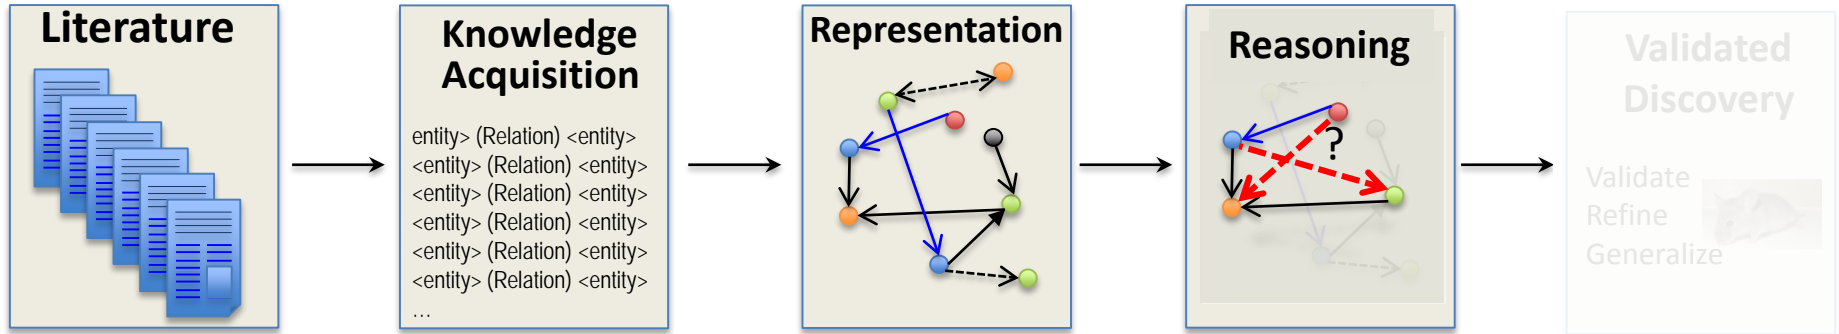 Literature
Knowledge
Acquisition
entity> (Relation) <entity>
<entity> (Relation) <entity>
<entity> (Relation) <entity>
<entity> (Relation) <entity>
<entity> (Relation) <entity>
<entity> (Relation) <entity>
...
Representation
Reasoning
?
Validated
Discovery
Validate
Refine
Generalize